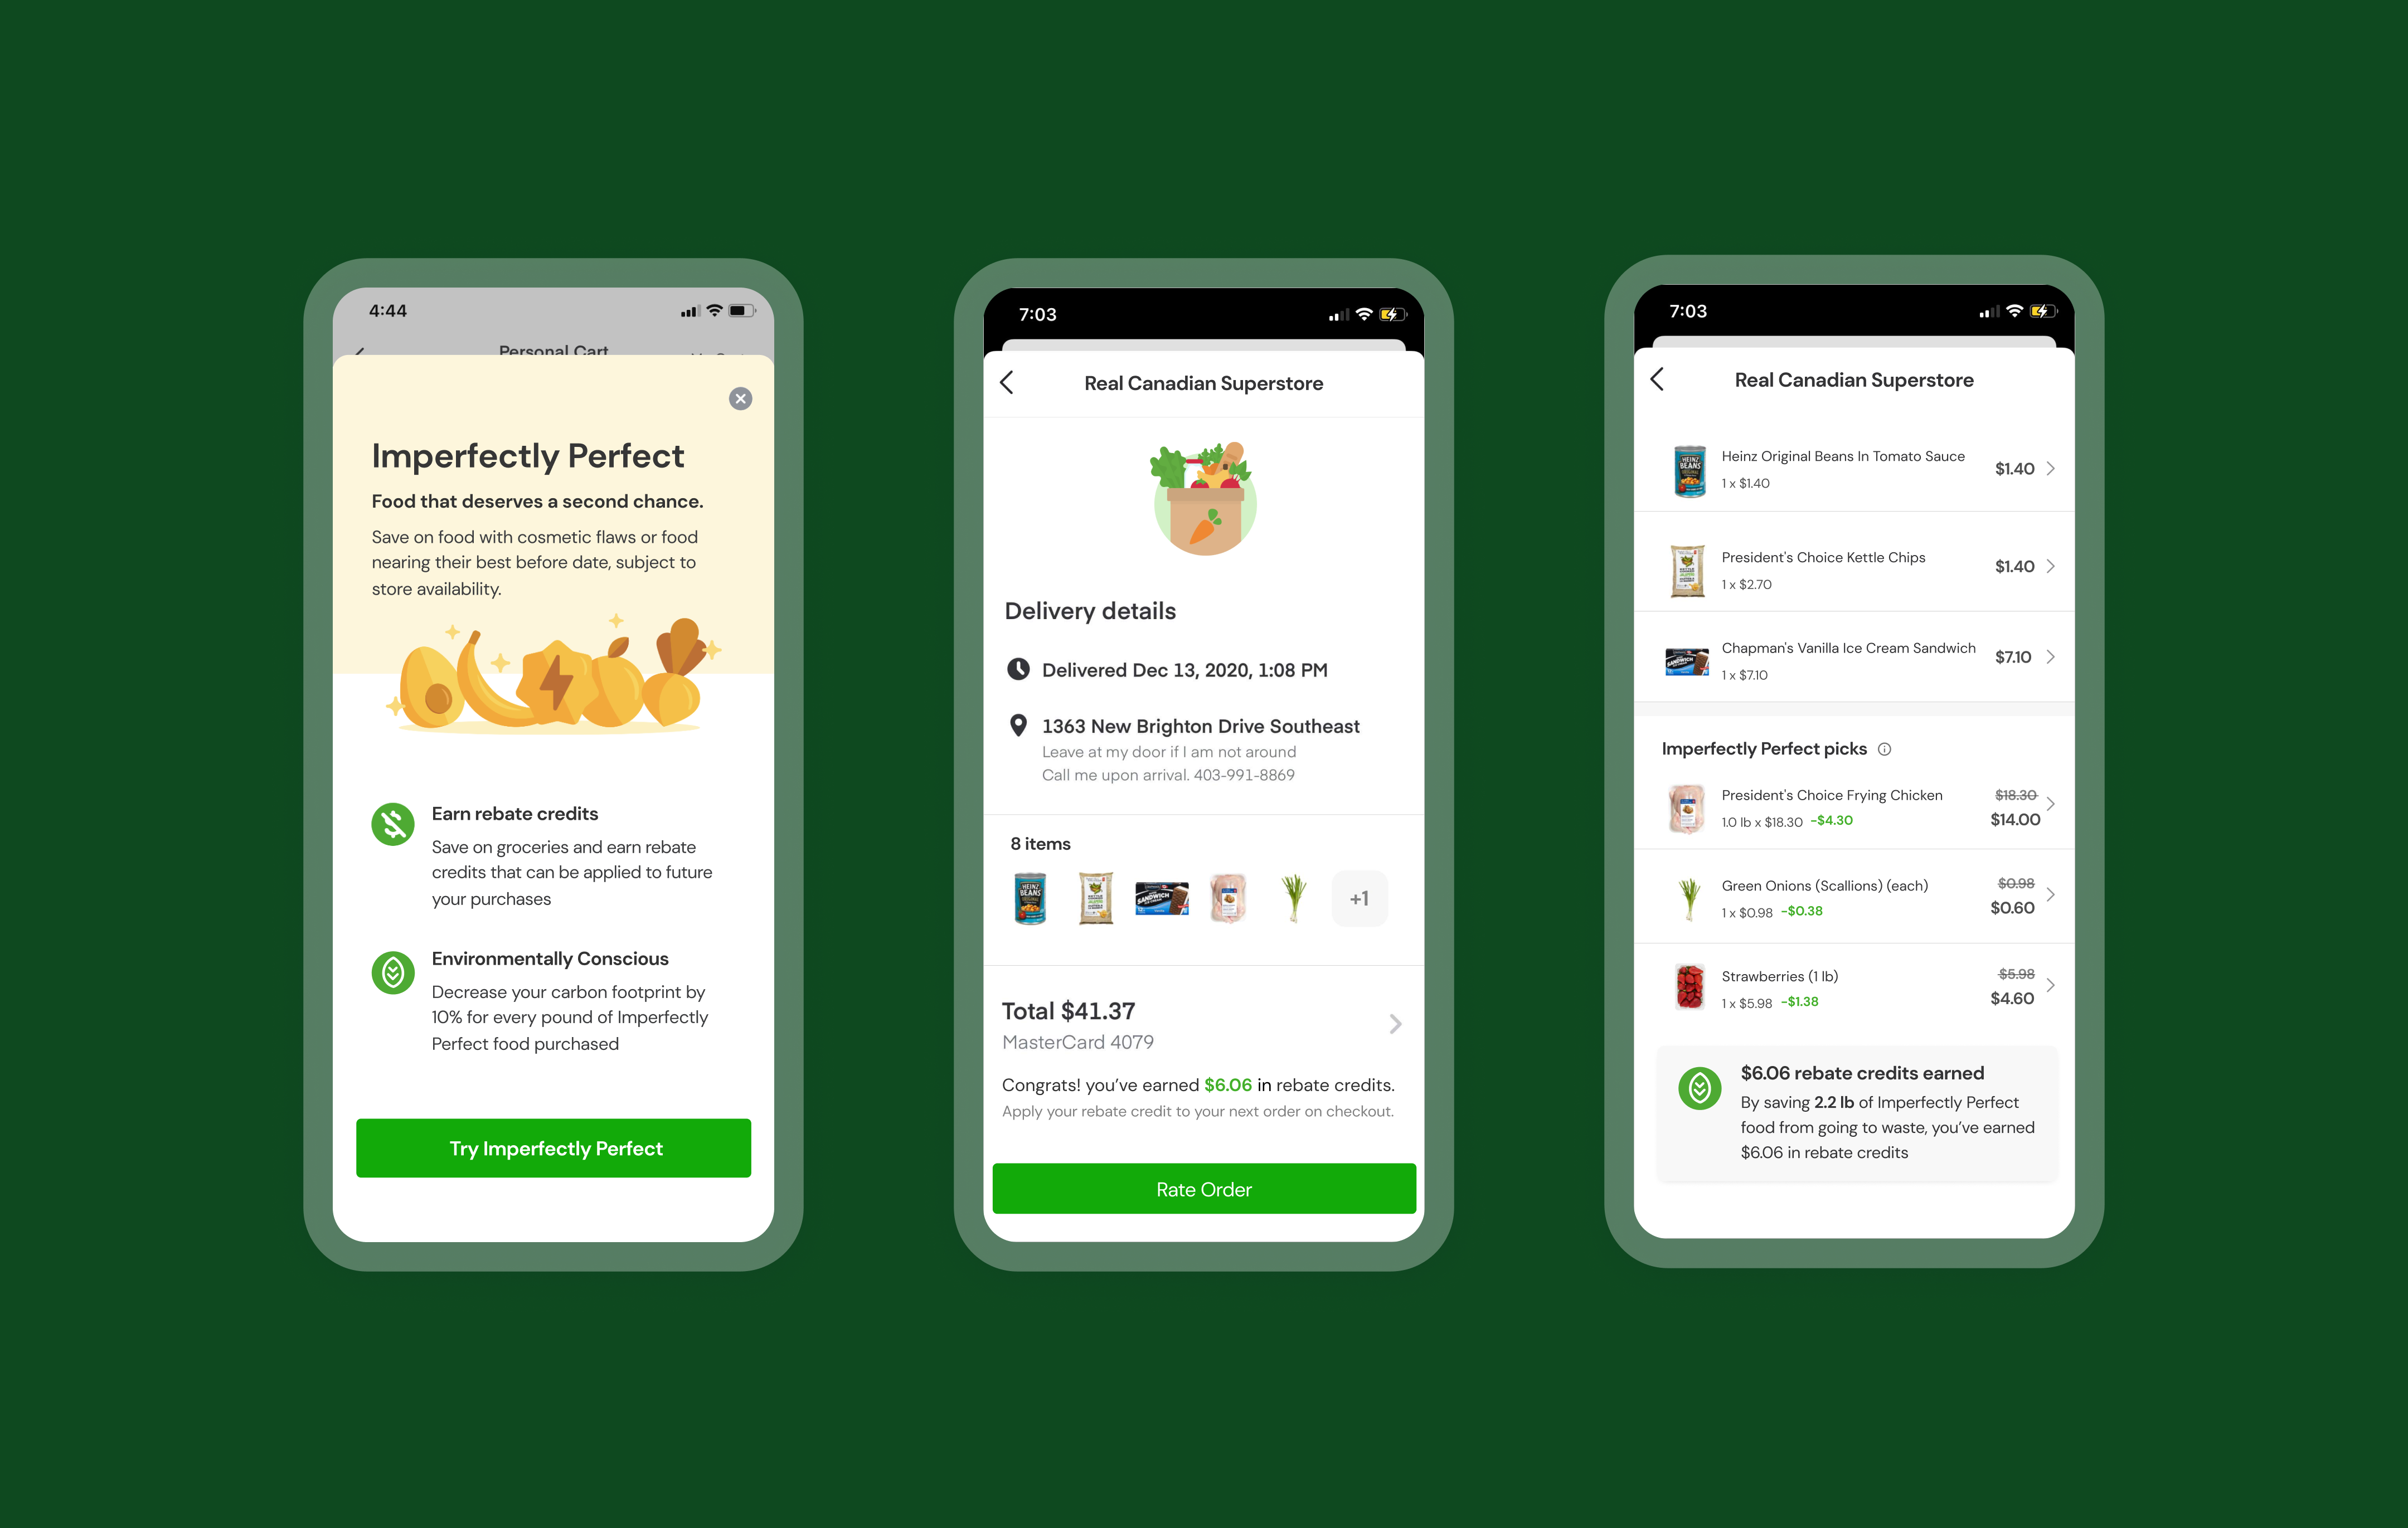 4:44
Personal Cart
Imperfectly Perfect
Food that deserves a second chance.
Save on food with cosmetic flaws or food
nearing their best before date, subject to
store availability.
Earn rebate credits
Save on groceries and earn rebate
credits that can be applied to future
your purchases
Environmentally Conscious
Decrease your carbon footprint by
10% for every pound of Imperfectly
Perfect food purchased
Try Imperfectly Perfect
7:03
Real Canadian Superstore
Delivery details
Delivered Dec 13, 2020, 1:08 PM
1363 New Brighton Drive Southeast
Leave at my door if I am not around
Call me upon arrival. 403-991-8869
8 items
HEINZ
BEANS
SANDWICH
+1
Total $41.37
MasterCard 4079
Congrats! you’ve earned $6.06 in rebate credits.
Apply your rebate credit to your next order on checkout.
Rate Order
7:03
Real Canadian Superstore
HEINZ
BEANS
Heinz Original Beans In Tomato Sauce
1 x $1.40
$1.40
President's Choice Kettle Chips
1 x $2.70
$1.40
SANDWICH
Chapman's Vanilla Ice Cream Sandwich
1 x $7.10
$7.10
Imperfectly Perfect picks
President's Choice Frying Chicken
1.0 lb x $18.30 -$4.30
$18.30
$14.00
Green Onions (Scallions) (each)
1 x $0.98 -$0.38
$0.98
$0.60
Strawberries (1 lb)
1 x $5.98 -$1.38
$5.98
$4.60
$6.06 rebate credits earned
By saving 2.2 lb of Imperfectly Perfect
food from going to waste, you’ve earned
$6.06 in rebate credits